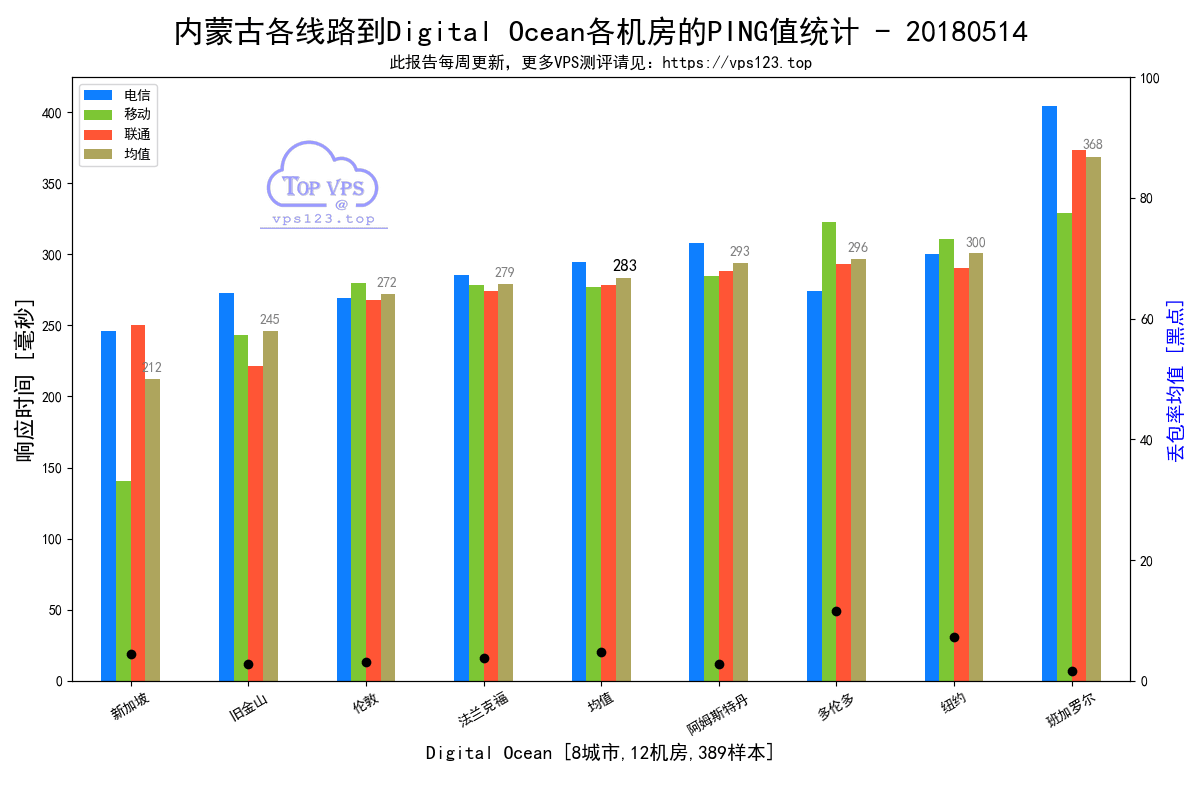 内蒙古各线路到Digital Ocean各机房的PING值统计 - 20180514
此报告每周更新，更多VPS测评请见：https://vps123.top
电信
移动
联通
均值
TOP VPS
@
vps123.top
响应时间 [毫秒]
400
350
300
250
200
150
100
50
0
212
245
272
279
283
293
296
300
368
100
80
60
40
20
0
丢包率均值 [黑点]
新加坡
旧金山
伦敦
法兰克福
均值
阿姆斯特丹
多伦多
纽约
班加罗尔
Digital Ocean [8城市,12机房,389样本]